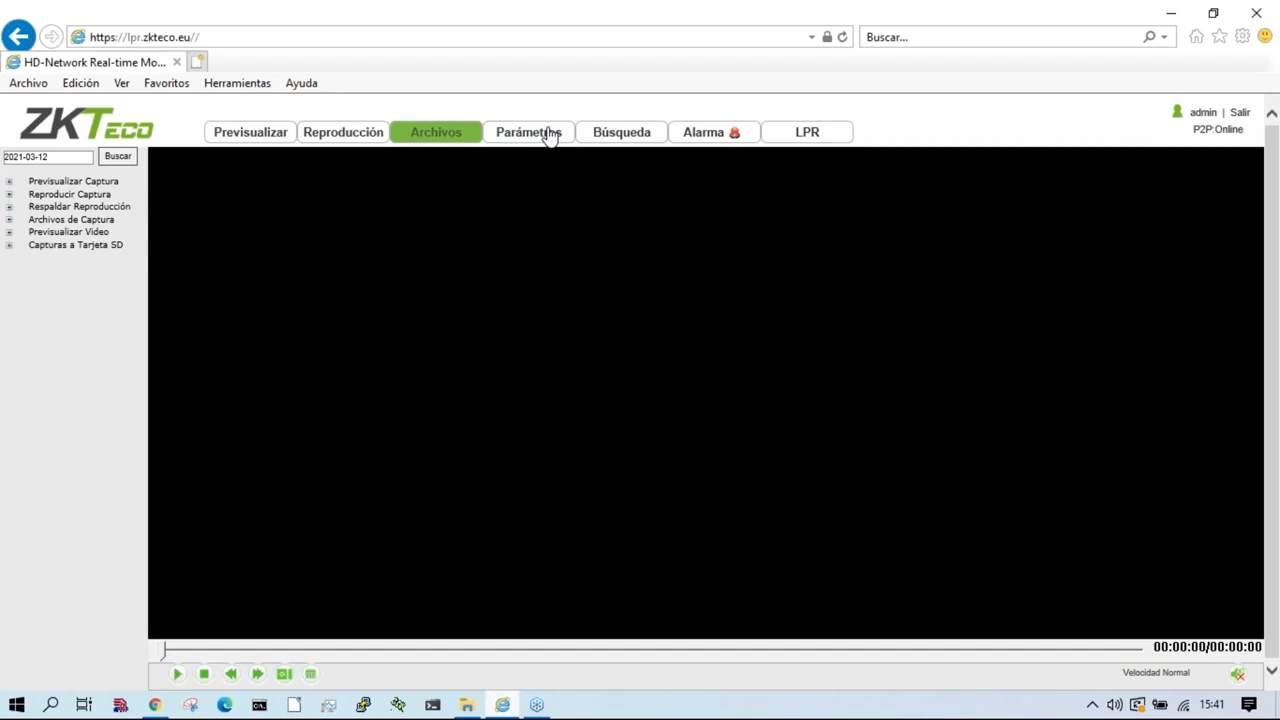 https://lpr.zkteco.eu//
Buscar...
HD-Network Real-time Mo...
Archivo Edición Ver Favoritos Herramientas Ayuda
ZKTeco
Previsualizar Reproducción Archivos Parámetros Búsqueda Alarma LPR
admin | Salir
P2P:Online
2021-03-12 Buscar
Previsualizar Captura
Reproducir Captura
Respaldar Reproducción
Archivos de Captura
Previsualizar Video
Capturas a Tarjeta SD
00:00:00/00:00:00
Velocidad Normal
15:41